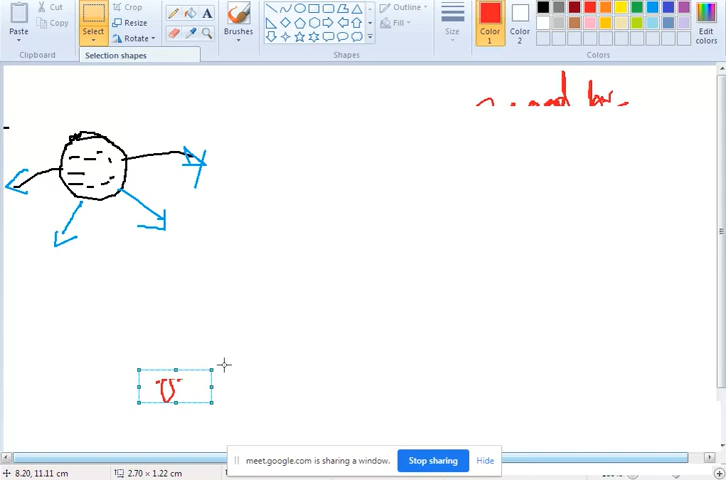 Paste
Cut
Copy
Clipboard
Select
Crop
Resize
Rotate
Selection shapes
Brushes
A
Outline
Fill
Shapes
Size
Color 1
Color 2
Edit colors
Colors
meet.google.com is sharing a window.
Stop sharing
Hide
8.20, 11.11 cm
2.70 × 1.22 cm